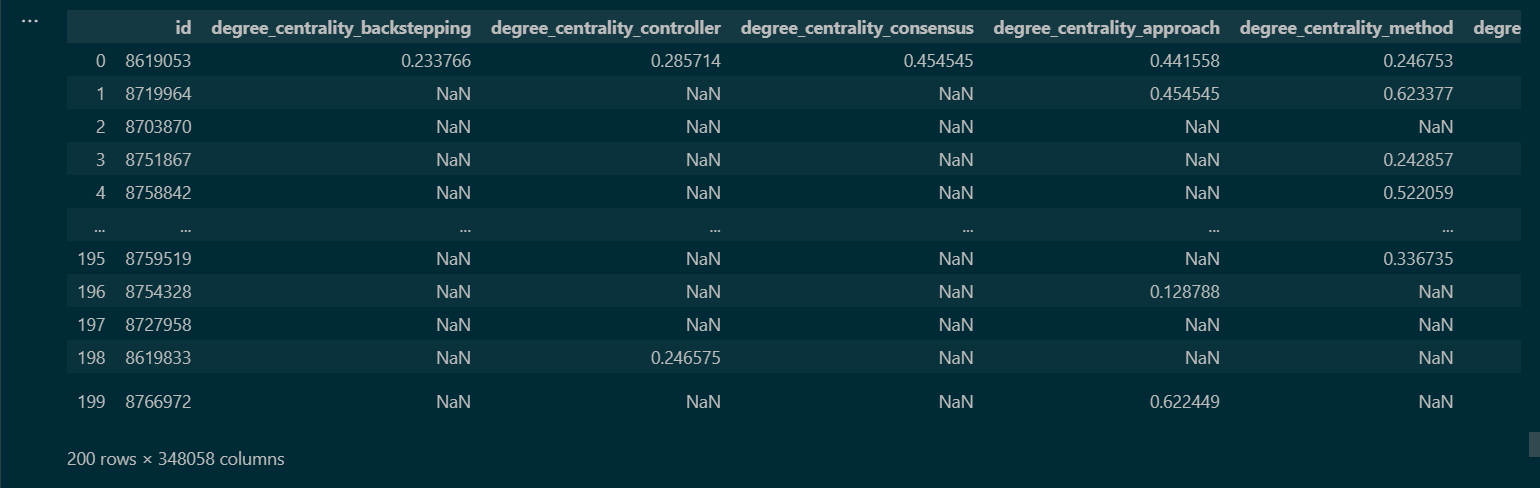 ...
id degree_centrality_backstepping degree_centrality_controller degree_centrality_consensus degree_centrality_approach degree_centrality_method degre
0 8619053 0.233766 0.285714 0.454545 0.441558 0.246753
1 8719964 NaN NaN NaN 0.454545 0.623377
2 8703870 NaN NaN NaN NaN NaN
3 8751867 NaN NaN NaN NaN 0.242857
4 8758842 NaN NaN NaN NaN 0.522059
... ... ... ... ... ... ...
195 8759519 NaN NaN NaN NaN 0.336735
196 8754328 NaN NaN NaN 0.128788 NaN
197 8727958 NaN NaN NaN NaN NaN
198 8619833 NaN 0.246575 NaN NaN NaN
199 8766972 NaN NaN NaN 0.622449 NaN
200 rows × 348058 columns